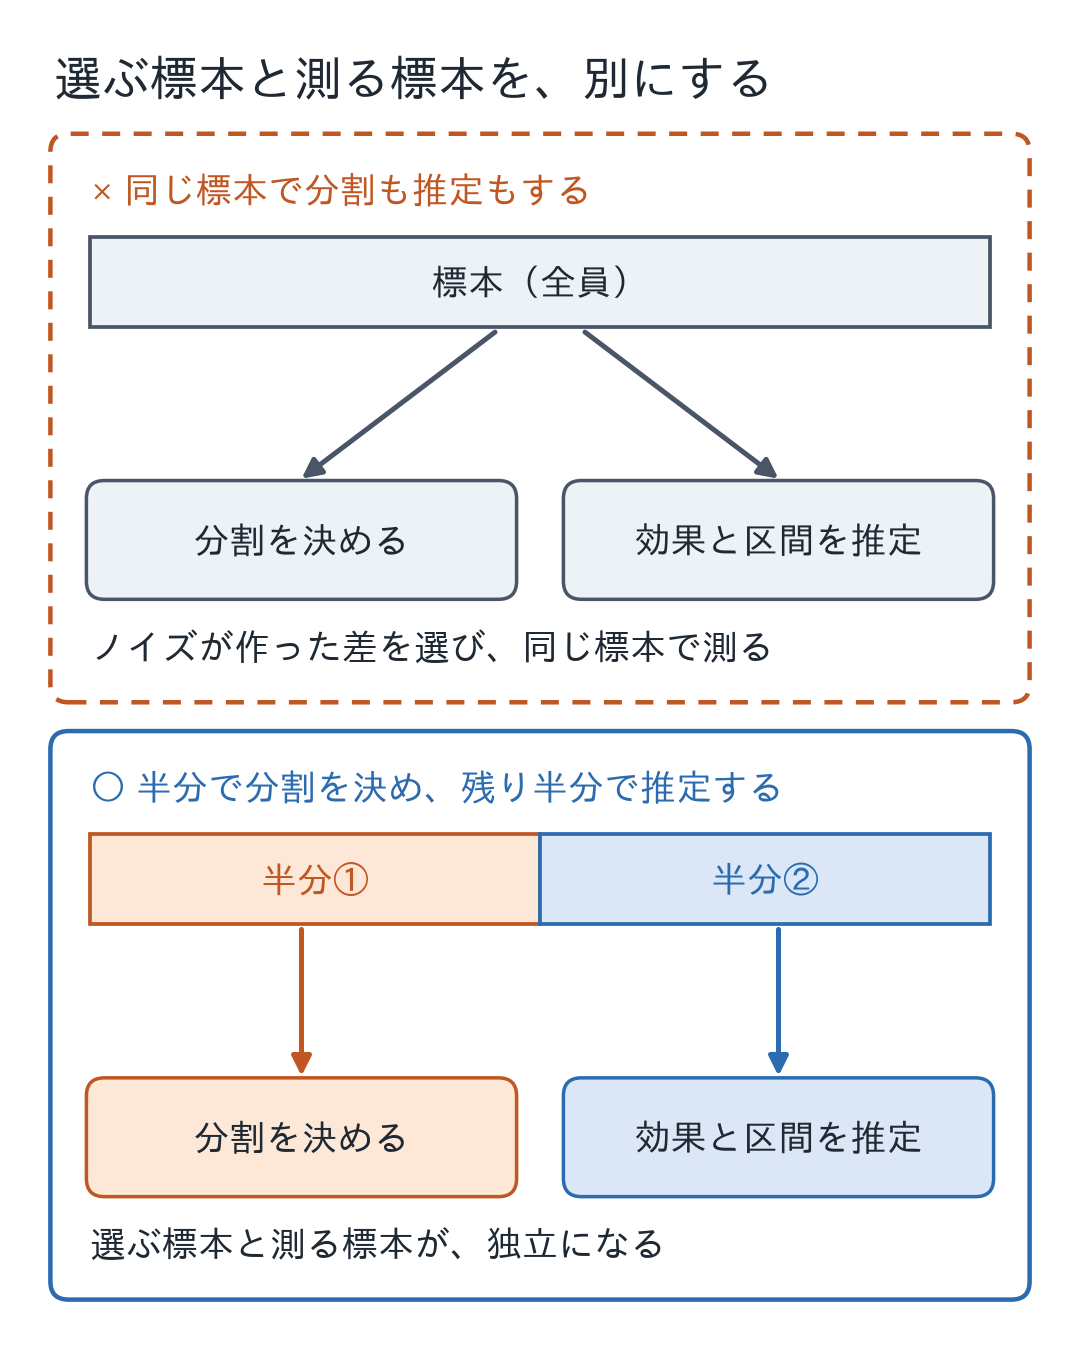 選ぶ標本と測る標本を、別にする
× 同じ標本で分割も推定もする
標本（全員）
分割を決める
効果と区間を推定
ノイズが作った差を選び、同じ標本で測る
○ 半分で分割を決め、残り半分で推定する
半分①
半分②
分割を決める
効果と区間を推定
選ぶ標本と測る標本が、独立になる